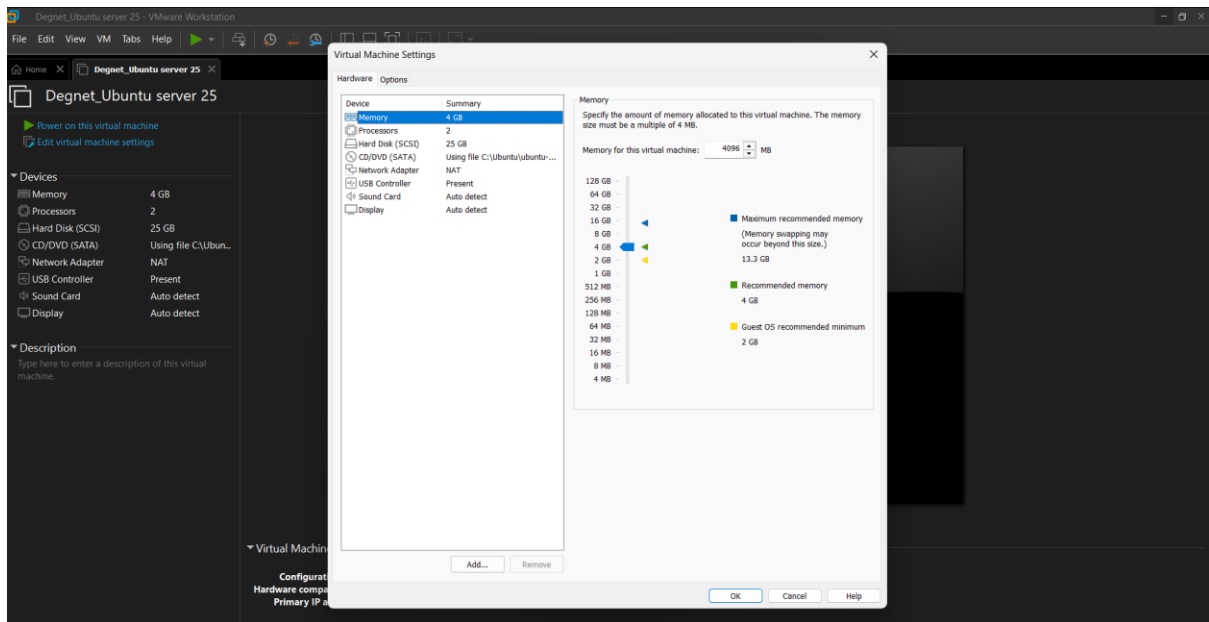 Degnet_Ubuntu server 25 - VMware Workstation
File Edit View VM Tabs Help
Home Degnet_Ubuntu server 25
Degnet_Ubuntu server 25
Power on this virtual machine
Edit virtual machine settings
Devices
Memory 4 GB
Processors 2
Hard Disk (SCSI) 25 GB
CD/DVD (SATA) Using file C:\Ubun...
Network Adapter NAT
USB Controller Present
Sound Card Auto detect
Display Auto detect
Description
Type here to enter a description of this virtual
machine.
Virtual Machin
Configurat
Hardware compa
Primary IP a
Virtual Machine Settings
Hardware Options
Device Summary
Memory 4 GB
Processors 2
Hard Disk (SCSI) 25 GB
CD/DVD (SATA) Using file C:\Ubuntu\ubuntu-...
Network Adapter NAT
USB Controller Present
Sound Card Auto detect
Display Auto detect
Add... Remove
Memory
Specify the amount of memory allocated to this virtual machine. The memory
size must be a multiple of 4 MB.
Memory for this virtual machine: 4096 MB
128 GB
64 GB
32 GB
16 GB
8 GB
4 GB
2 GB
1 GB
512 MB
256 MB
128 MB
64 MB
32 MB
16 MB
8 MB
4 MB
Maximum recommended memory
(Memory swapping may
occur beyond this size.)
13.3 GB
Recommended memory
4 GB
Guest OS recommended minimum
2 GB
OK Cancel Help